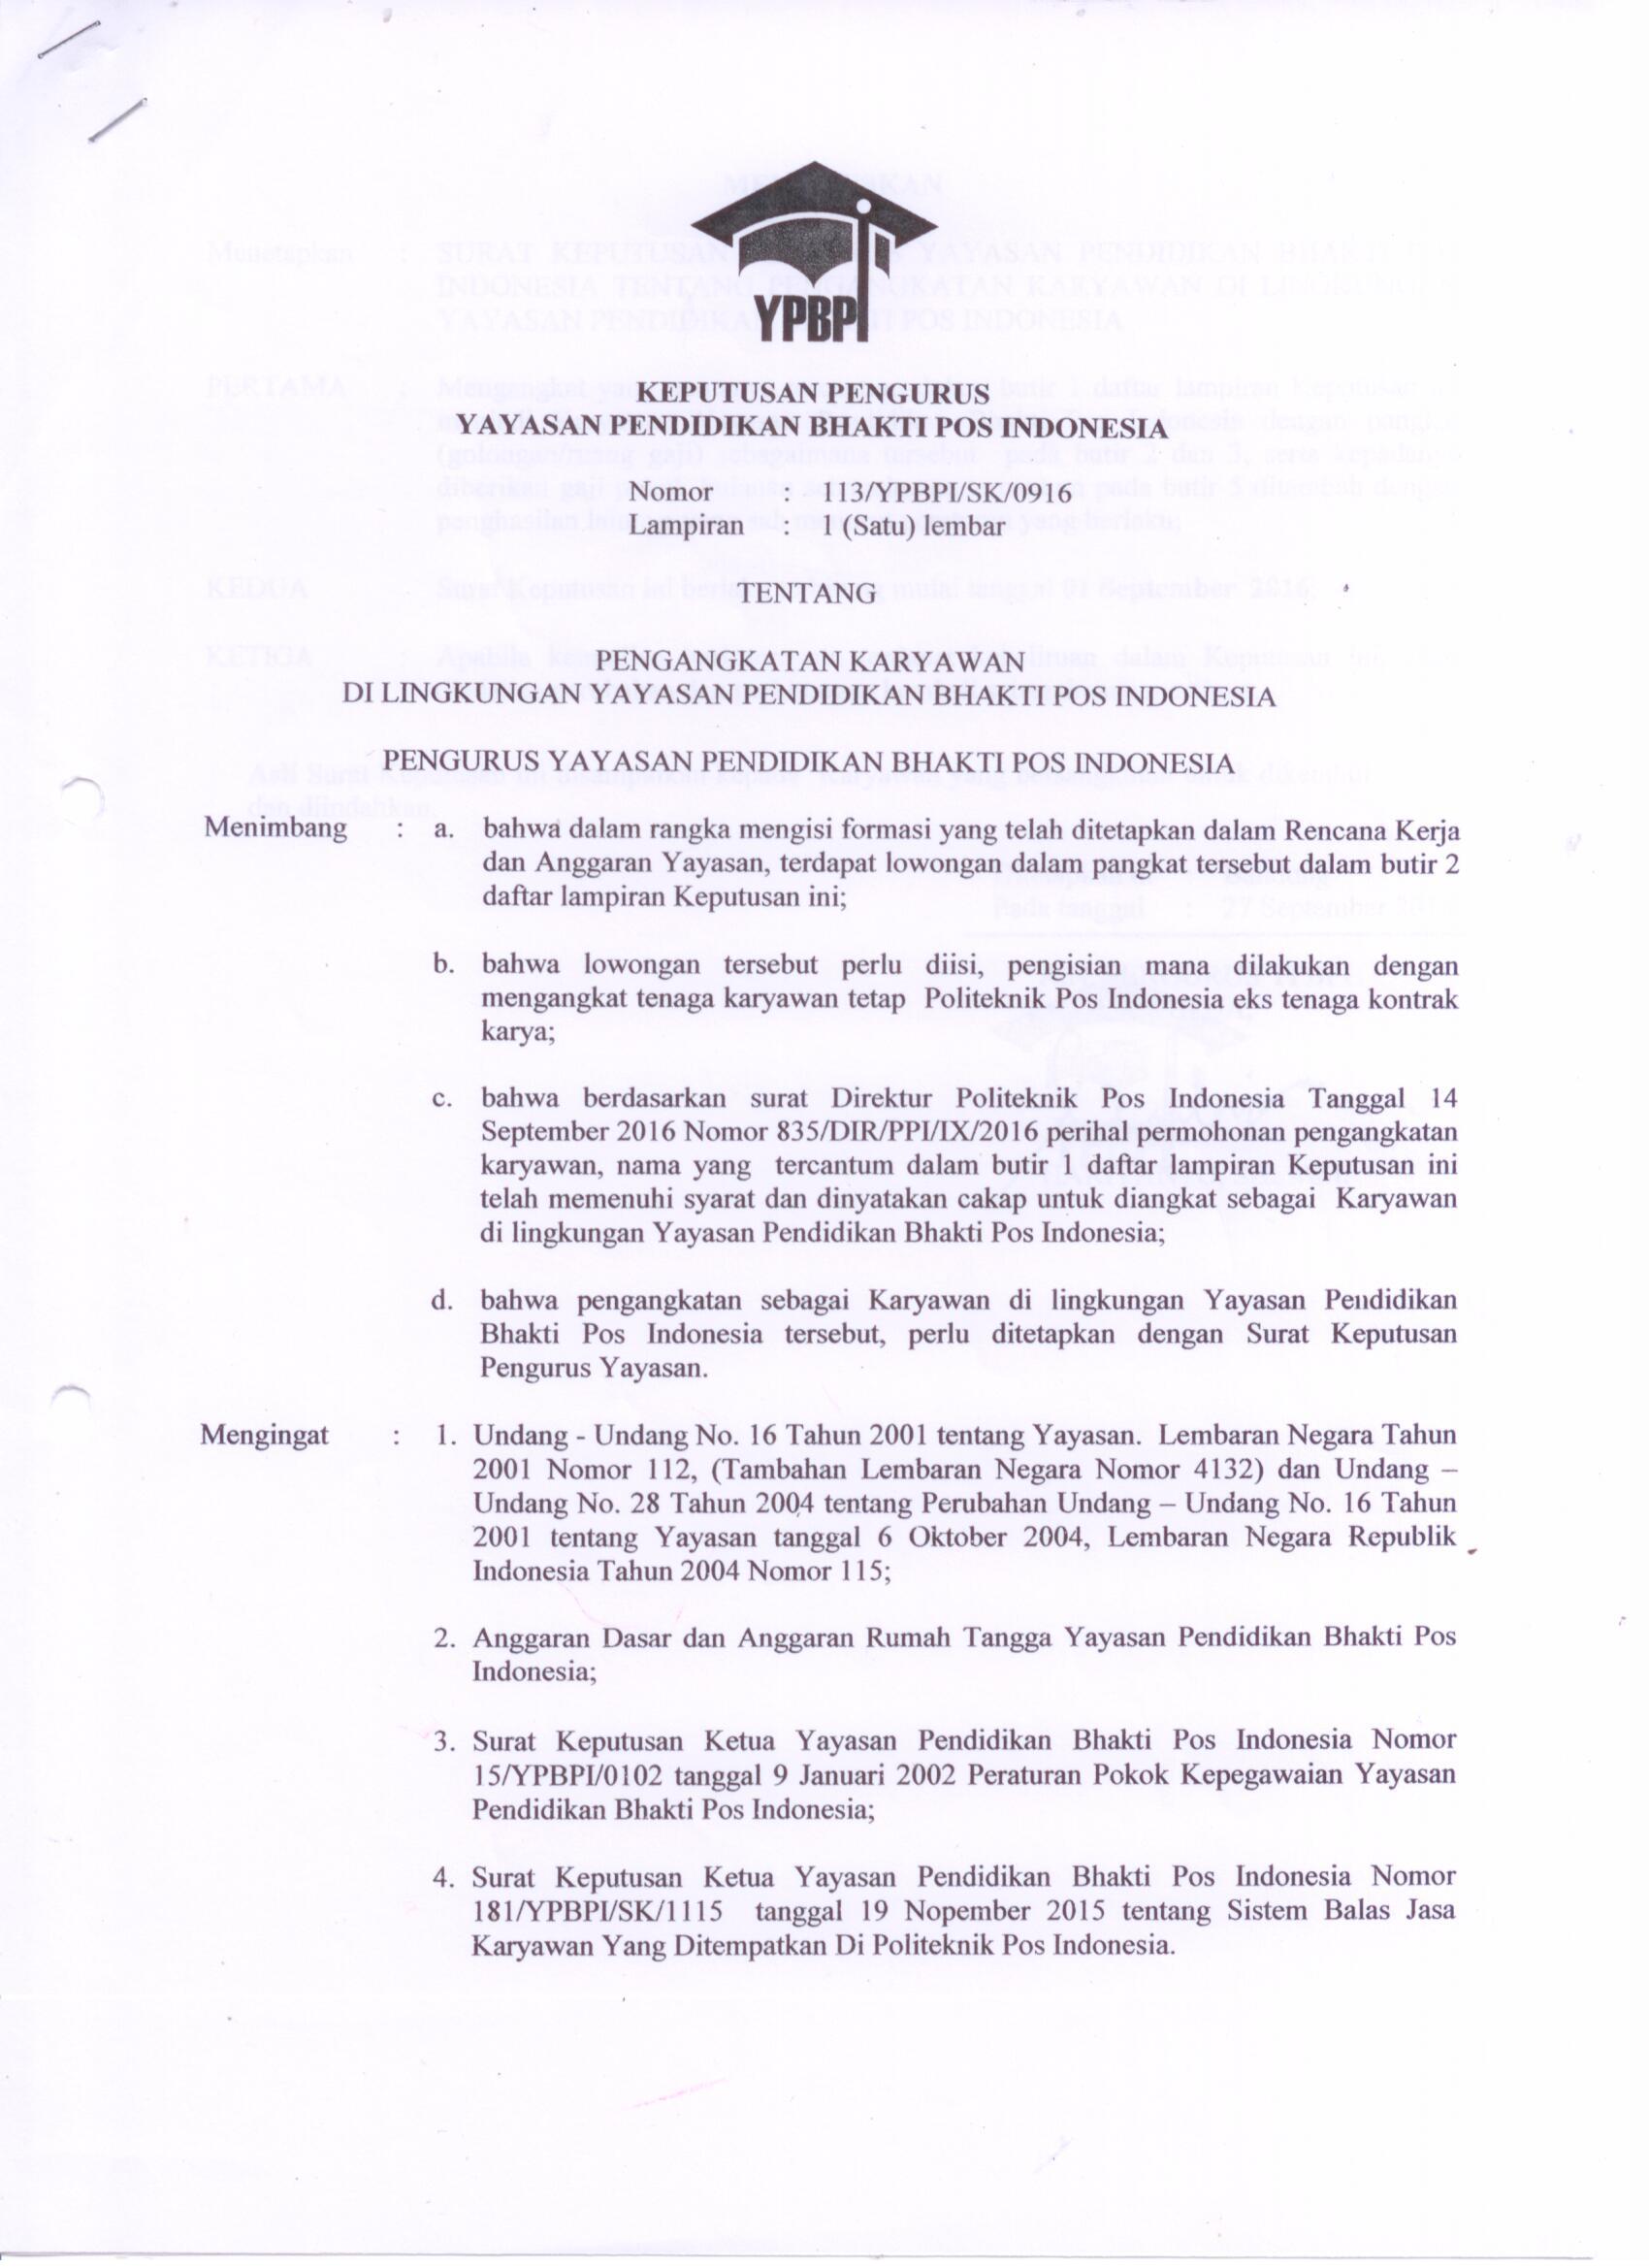 YPBPI
KEPUTUSAN PENGURUS
YAYASAN PENDIDIKAN BHAKTI POS INDONESIA
Nomor : 113/YPBPI/SK/0916
Lampiran : 1 (Satu) lembar
TENTANG
PENGANGKATAN KARYAWAN
DI LINGKUNGAN YAYASAN PENDIDIKAN BHAKTI POS INDONESIA
PENGURUS YAYASAN PENDIDIKAN BHAKTI POS INDONESIA
Menimbang : a. bahwa dalam rangka mengisi formasi yang telah ditetapkan dalam Rencana Kerja
dan Anggaran Yayasan, terdapat lowongan dalam pangkat tersebut dalam butir 2
daftar lampiran Keputusan ini;
b. bahwa lowongan tersebut perlu diisi, pengisian mana dilakukan dengan
mengangkat tenaga karyawan tetap Politeknik Pos Indonesia eks tenaga kontrak
karya;
c. bahwa berdasarkan surat Direktur Politeknik Pos Indonesia Tanggal 14
September 2016 Nomor 835/DIR/PPI/IX/2016 perihal permohonan pengangkatan
karyawan, nama yang tercantum dalam butir 1 daftar lampiran Keputusan ini
telah memenuhi syarat dan dinyatakan cakap untuk diangkat sebagai Karyawan
di lingkungan Yayasan Pendidikan Bhakti Pos Indonesia;
d. bahwa pengangkatan sebagai Karyawan di lingkungan Yayasan Pendidikan
Bhakti Pos Indonesia tersebut, perlu ditetapkan dengan Surat Keputusan
Pengurus Yayasan.
Mengingat : 1. Undang - Undang No. 16 Tahun 2001 tentang Yayasan. Lembaran Negara Tahun
2001 Nomor 112, (Tambahan Lembaran Negara Nomor 4132) dan Undang –
Undang No. 28 Tahun 2004 tentang Perubahan Undang – Undang No. 16 Tahun
2001 tentang Yayasan tanggal 6 Oktober 2004, Lembaran Negara Republik
Indonesia Tahun 2004 Nomor 115;
2. Anggaran Dasar dan Anggaran Rumah Tangga Yayasan Pendidikan Bhakti Pos
Indonesia;
3. Surat Keputusan Ketua Yayasan Pendidikan Bhakti Pos Indonesia Nomor
15/YPBPI/0102 tanggal 9 Januari 2002 Peraturan Pokok Kepegawaian Yayasan
Pendidikan Bhakti Pos Indonesia;
4. Surat Keputusan Ketua Yayasan Pendidikan Bhakti Pos Indonesia Nomor
181/YPBPI/SK/1115 tanggal 19 Nopember 2015 tentang Sistem Balas Jasa
Karyawan Yang Ditempatkan Di Politeknik Pos Indonesia.